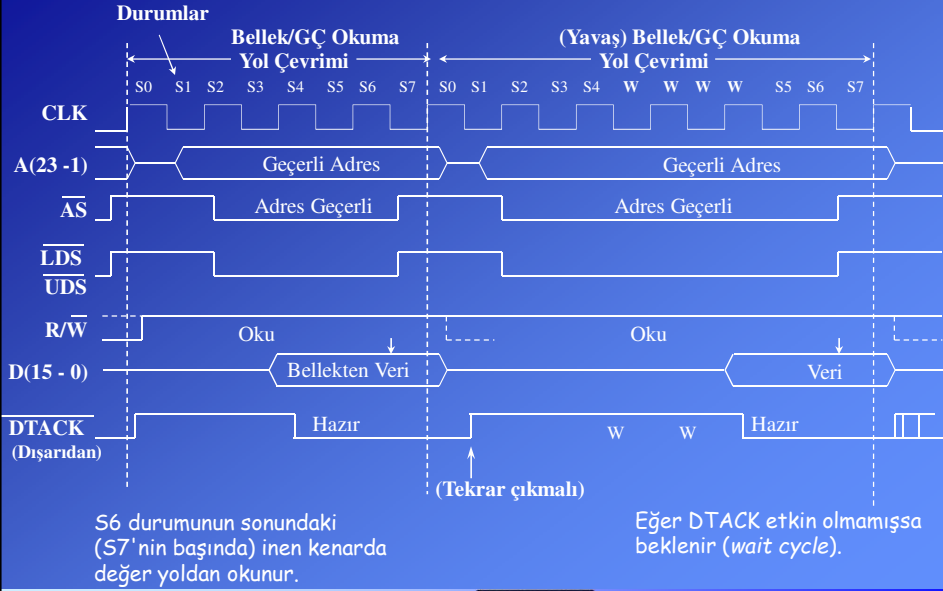 Durumlar
Bellek/GÇ Okuma
Yol Çevrimi
(Yavaş) Bellek/GÇ Okuma
Yol Çevrimi
S0 S1 S2 S3 S4 S5 S6 S7 S0 S1 S2 S3 S4 W W W W S5 S6 S7
CLK
A(23 -1) Geçerli Adres Geçerli Adres
AS Adres Geçerli Adres Geçerli
LDS
UDS
R/W Oku Oku
D(15 - 0) Bellekten Veri Veri
DTACK Hazır W W Hazır
(Dışarıdan)
(Tekrar çıkmalı)
S6 durumunun sonundaki
(S7'nin başında) inen kenarda
değer yoldan okunur.
Eğer DTACK etkin olmamışsa
beklenir (wait cycle).